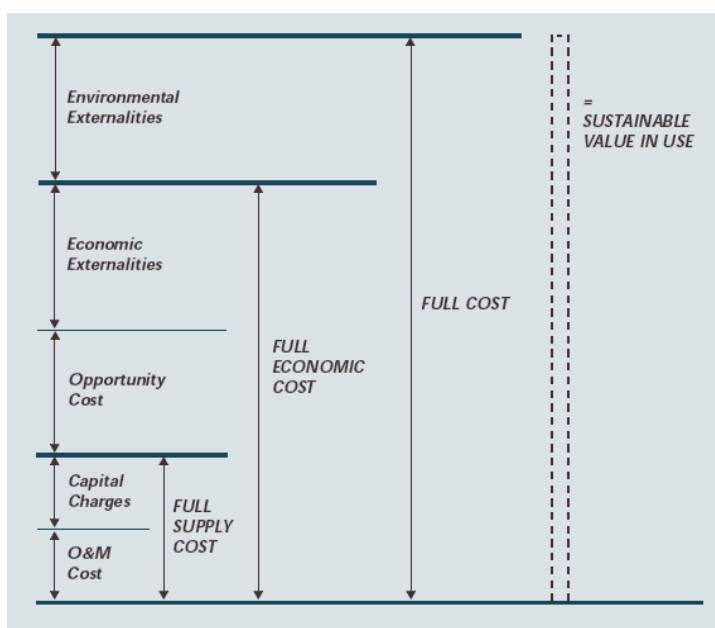 Environmental
Externalities
=
SUSTAINABLE
VALUE IN USE
Economic
Externalities
FULL COST
FULL
ECONOMIC
COST
Opportunity
Cost
Capital
Charges
FULL
SUPPLY
COST
O&M
Cost